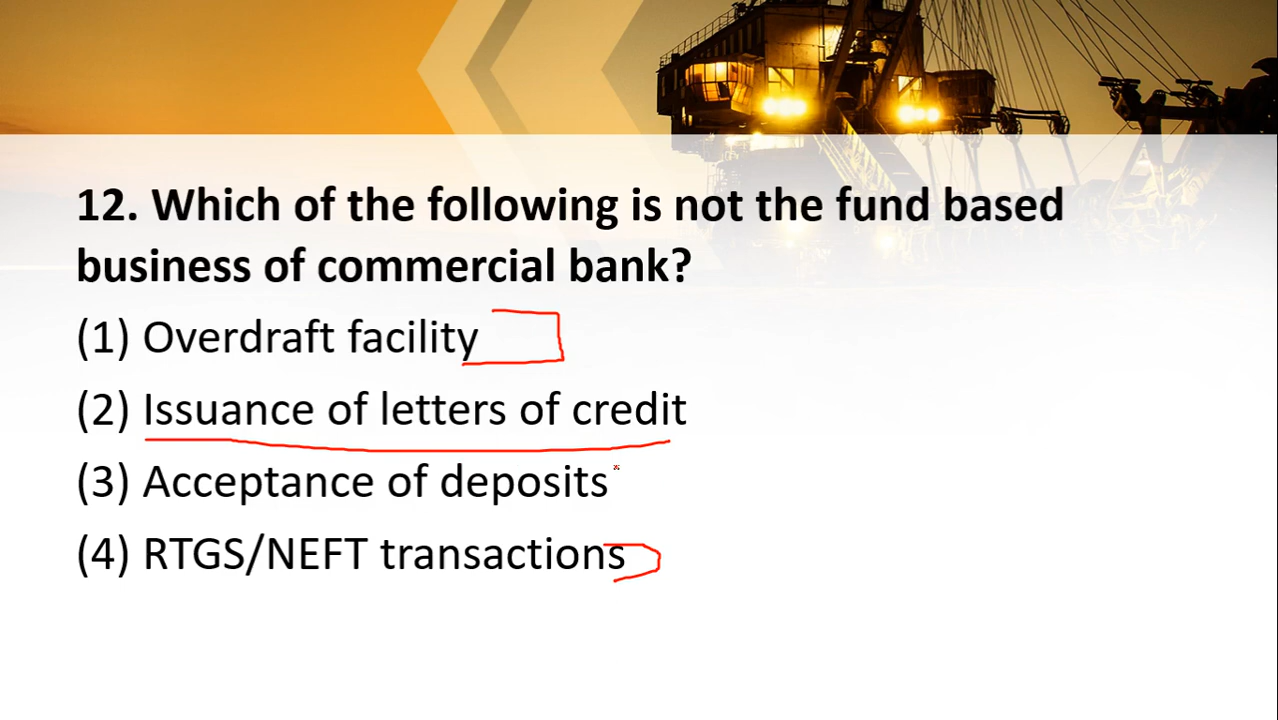 12. Which of the following is not the fund based
business of commercial bank?
(1) Overdraft facility
(2) Issuance of letters of credit
(3) Acceptance of deposits
(4) RTGS/NEFT transactions